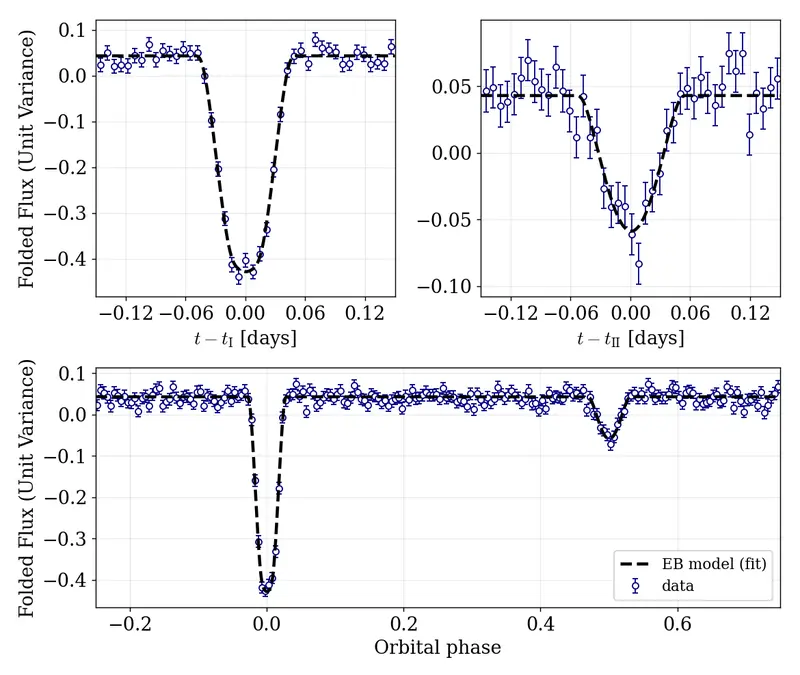 Folded Flux (Unit Variance)
0.1
0.0
−0.1
−0.2
−0.3
−0.4
−0.12 −0.06 0.00 0.06 0.12
t − tI [days]
0.05
0.00
−0.05
−0.10
−0.12 −0.06 0.00 0.06 0.12
t − tII [days]
Folded Flux (Unit Variance)
0.1
0.0
−0.1
−0.2
−0.3
−0.4
−0.2 0.0 0.2 0.4 0.6
Orbital phase
EB model (fit)
data